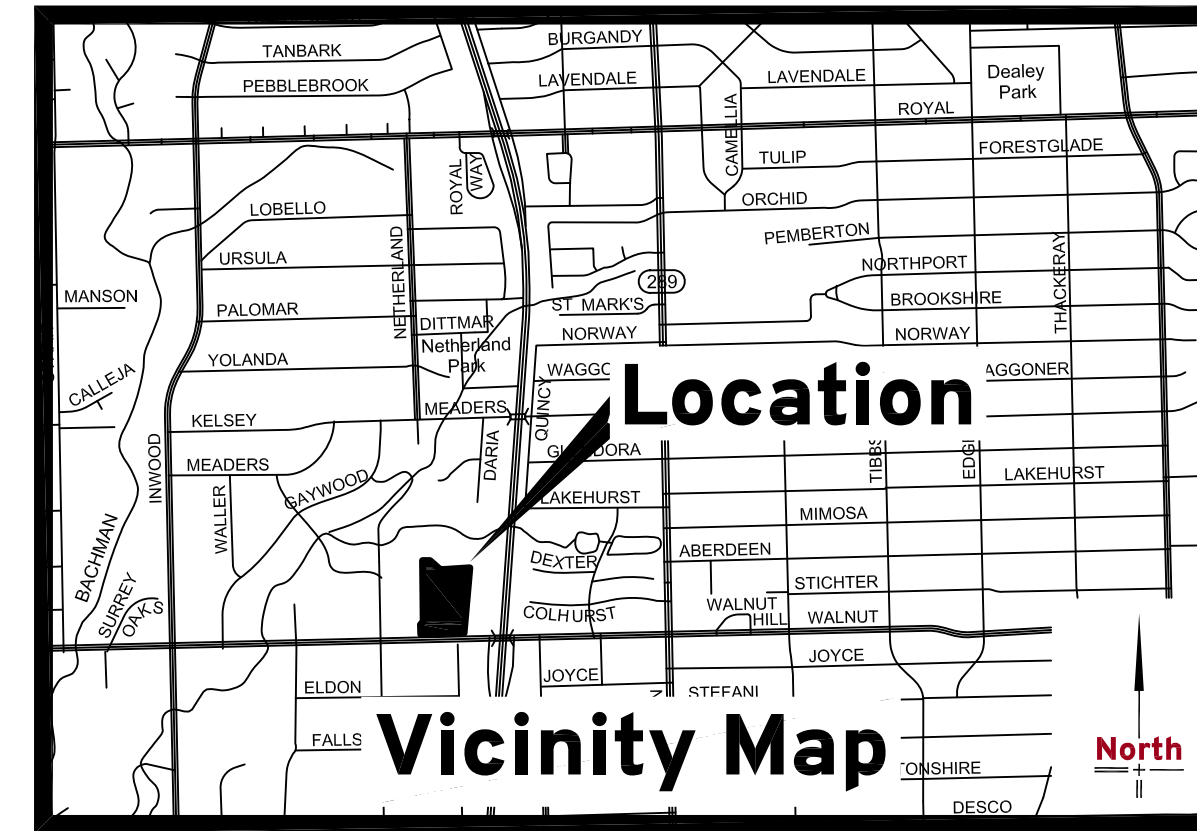 TANBARK
BURGANDY
PEBBLEBROOK
LAVENDALE
LAVENDALE
Dealey
Park
ROYAL
CAMELLIA
TULIP
FORESTGLADE
ROYAL
WAY
LOBELLO
ORCHID
PEMBERTON
URSULA
NETHERLAND
NORTHPORT
THACKERAY
289
MANSON
PALOMAR
DITTMAR
ST MARK'S
BROOKSHIRE
NORWAY
NORWAY
Netherland
Park
YOLANDA
WAGGO
AGGONER
Location
CALLEJA
QUINCY
MEADERS
KELSEY
DARIA
INWOOD
MEADERS
GAYWOOD
TIBBS
LAKEHURST
LAKEHURST
WALLER
MIMOSA
BACHMAN
ABERDEEN
DEXTER
STICHTER
SURREY
OAKS
COLHURST
WALNUT
HILL
WALNUT
JOYCE
JOYCE
ELDON
STEFANI
FALLS
Vicinity Map
TONSHIRE
DESCO
North